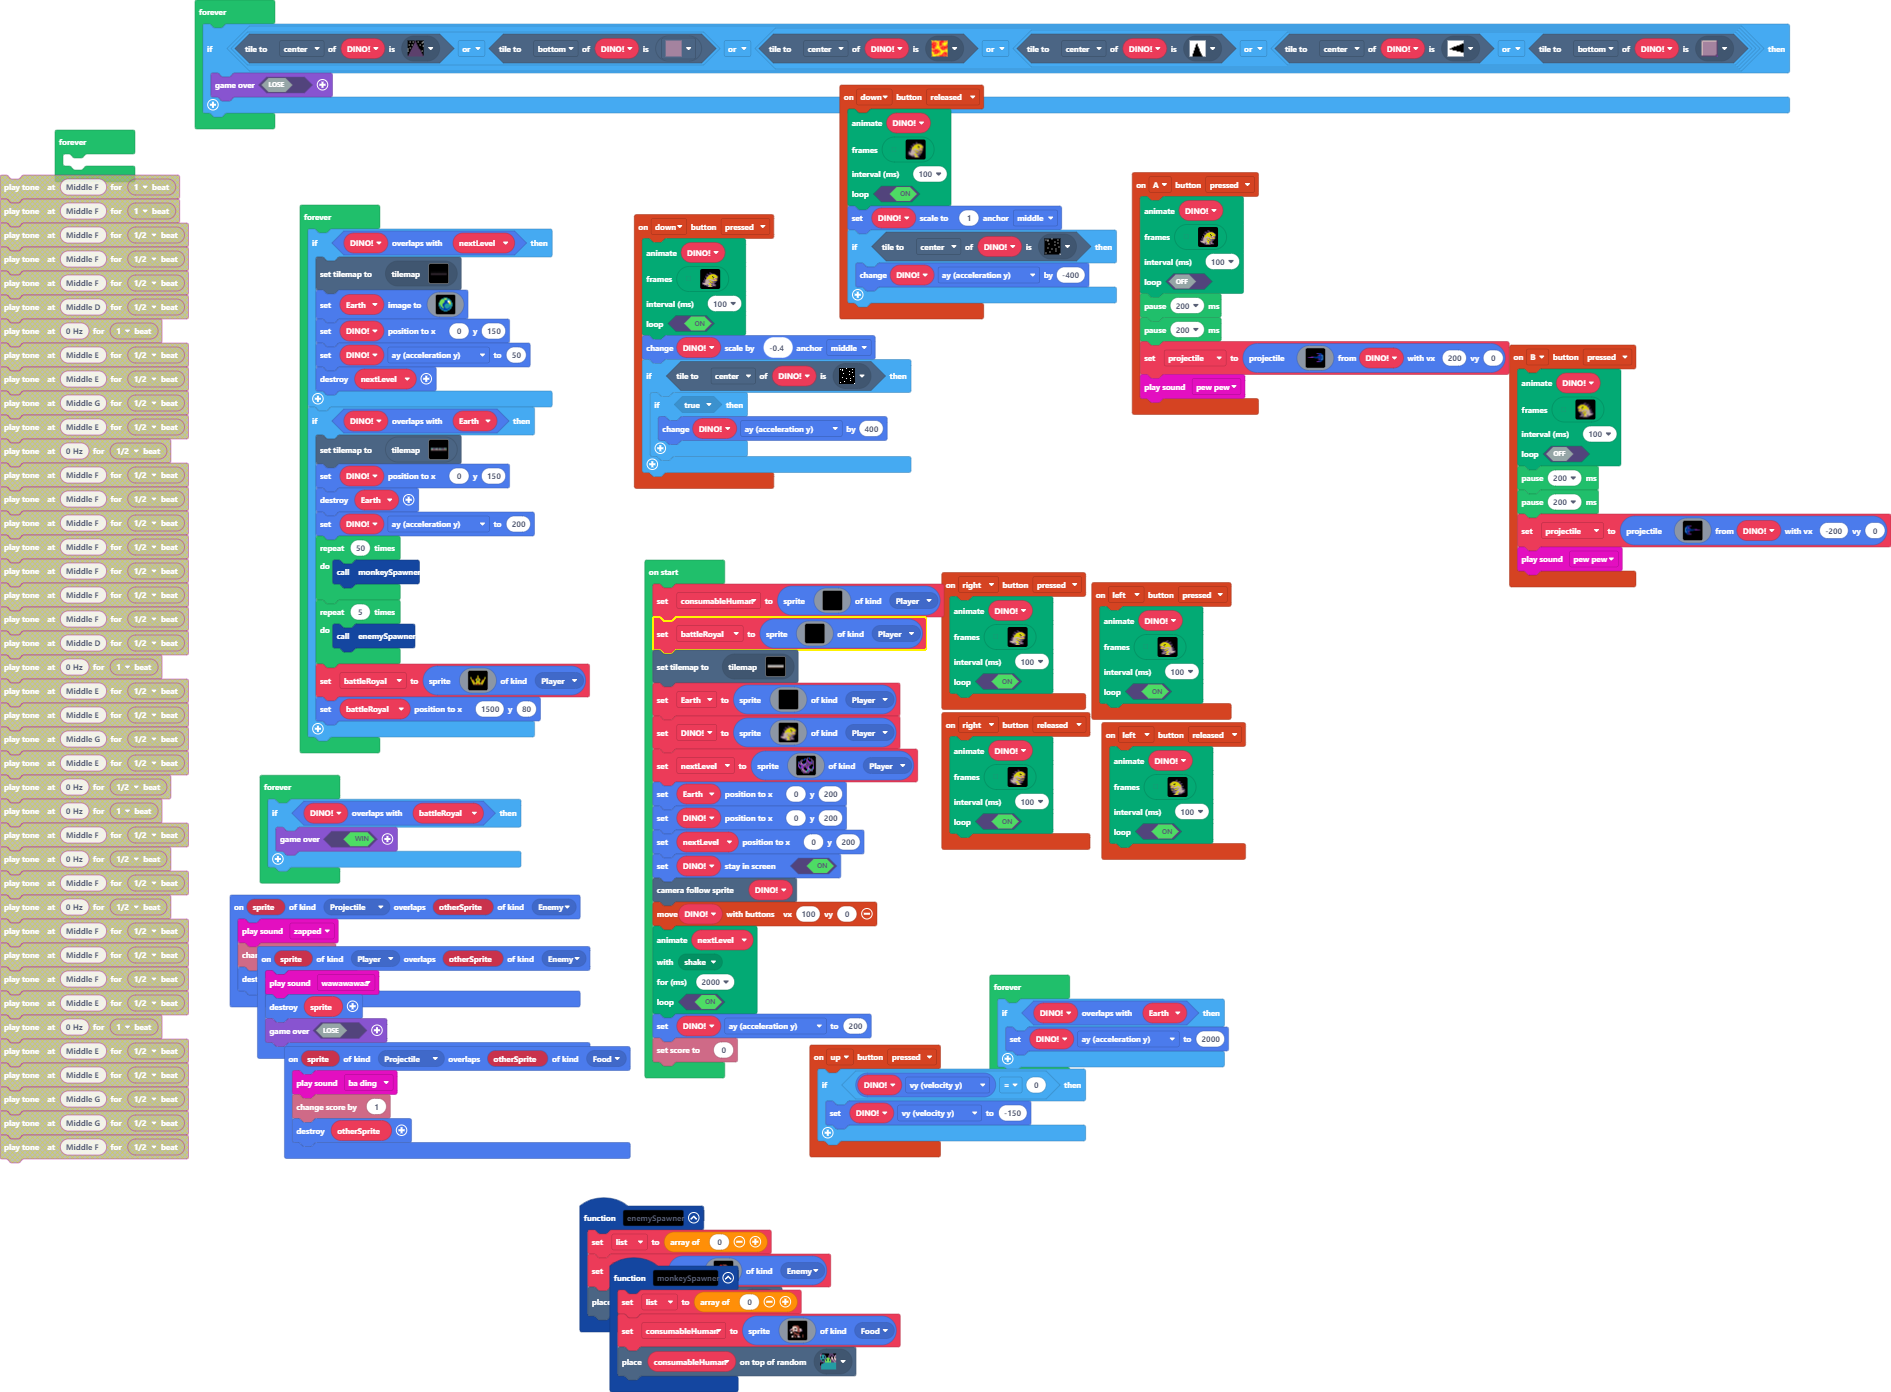 forever
if tile to center of DINO! is or tile to bottom of DINO! is or tile to center of DINO! is or tile to center of DINO! is or tile to center of DINO! is or tile to bottom of DINO! is then
game over LOSE
forever
play tone at Middle F for 1 beat
play tone at Middle F for 1 beat
play tone at Middle F for 1/2 beat
play tone at Middle F for 1/2 beat
play tone at Middle F for 1/2 beat
play tone at Middle D for 1/2 beat
play tone at 0 Hz for 1 beat
play tone at Middle E for 1/2 beat
play tone at Middle E for 1/2 beat
play tone at Middle G for 1/2 beat
play tone at Middle E for 1/2 beat
play tone at 0 Hz for 1/2 beat
play tone at Middle F for 1/2 beat
play tone at Middle F for 1/2 beat
play tone at Middle F for 1/2 beat
play tone at Middle F for 1/2 beat
play tone at Middle F for 1/2 beat
play tone at Middle F for 1/2 beat
play tone at Middle F for 1/2 beat
play tone at Middle D for 1/2 beat
play tone at 0 Hz for 1 beat
play tone at Middle E for 1/2 beat
play tone at Middle E for 1/2 beat
play tone at Middle G for 1/2 beat
play tone at Middle E for 1/2 beat
play tone at 0 Hz for 1/2 beat
play tone at 0 Hz for 1 beat
play tone at Middle F for 1/2 beat
play tone at 0 Hz for 1/2 beat
play tone at Middle F for 1/2 beat
play tone at 0 Hz for 1/2 beat
play tone at Middle F for 1/2 beat
play tone at Middle F for 1/2 beat
play tone at Middle F for 1/2 beat
play tone at Middle E for 1/2 beat
play tone at 0 Hz for 1 beat
play tone at Middle E for 1/2 beat
play tone at Middle E for 1/2 beat
play tone at Middle G for 1/2 beat
play tone at Middle G for 1/2 beat
play tone at Middle F for 1/2 beat
forever
if DINO! overlaps with nextLevel then
set tilemap to tilemap
set Earth image to
set DINO! position to x 0 y 150
set DINO! ay (acceleration y) to 50
destroy nextLevel
if DINO! overlaps with Earth then
set tilemap to tilemap
set DINO! position to x 0 y 150
destroy Earth
set DINO! ay (acceleration y) to 200
repeat 50 times
do call monkeySpawner
repeat 5 times
do call enemySpawner
set battleRoyal to sprite of kind Player
set battleRoyal position to x 1500 y 80
forever
if DINO! overlaps with battleRoyal then
game over WIN
on sprite of kind Projectile overlaps otherSprite of kind Enemy
play sound zapped
on sprite of kind Player overlaps otherSprite of kind Enemy
play sound wawawawaa
destroy sprite
game over LOSE
on sprite of kind Projectile overlaps otherSprite of kind Food
play sound ba ding
change score by 1
destroy otherSprite
on down button pressed
animate DINO!
frames
interval (ms) 100
loop ON
change DINO! scale by -0.4 anchor middle
if tile to center of DINO! is then
if true then
change DINO! ay (acceleration y) by 400
on down button released
animate DINO!
frames
interval (ms) 100
loop ON
set DINO! scale to 1 anchor middle
if tile to center of DINO! is then
change DINO! ay (acceleration y) by -400
on A button pressed
animate DINO!
frames
interval (ms) 100
loop OFF
pause 200 ms
pause 200 ms
set projectile to projectile from DINO! with vx 200 vy 0
play sound pew pew
on B button pressed
animate DINO!
frames
interval (ms) 100
loop OFF
pause 200 ms
pause 200 ms
set projectile to projectile from DINO! with vx -200 vy 0
play sound pew pew
on start
set consumableHuman to sprite of kind Player
set battleRoyal to sprite of kind Player
set tilemap to tilemap
set Earth to sprite of kind Player
set DINO! to sprite of kind Player
set nextLevel to sprite of kind Player
set Earth position to x 0 y 200
set DINO! position to x 0 y 200
set nextLevel position to x 0 y 200
set DINO! stay in screen ON
camera follow sprite DINO!
move DINO! with buttons vx 100 vy 0
animate nextLevel
with shake
for (ms) 2000
loop ON
set DINO! ay (acceleration y) to 200
set score to 0
on right button pressed
animate DINO!
frames
interval (ms) 100
loop ON
on left button pressed
animate DINO!
frames
interval (ms) 100
loop ON
on right button released
animate DINO!
frames
interval (ms) 100
loop ON
on left button released
animate DINO!
frames
interval (ms) 100
loop ON
forever
if DINO! overlaps with Earth then
set DINO! ay (acceleration y) to 2000
on up button pressed
if DINO! vy (velocity y) = 0 then
set DINO! vy (velocity y) to -150
function enemySpawner
set list to array of 0
set of kind Enemy
place
function monkeySpawner
set list to array of 0
set consumableHuman to sprite of kind Food
place consumableHuman on top of random